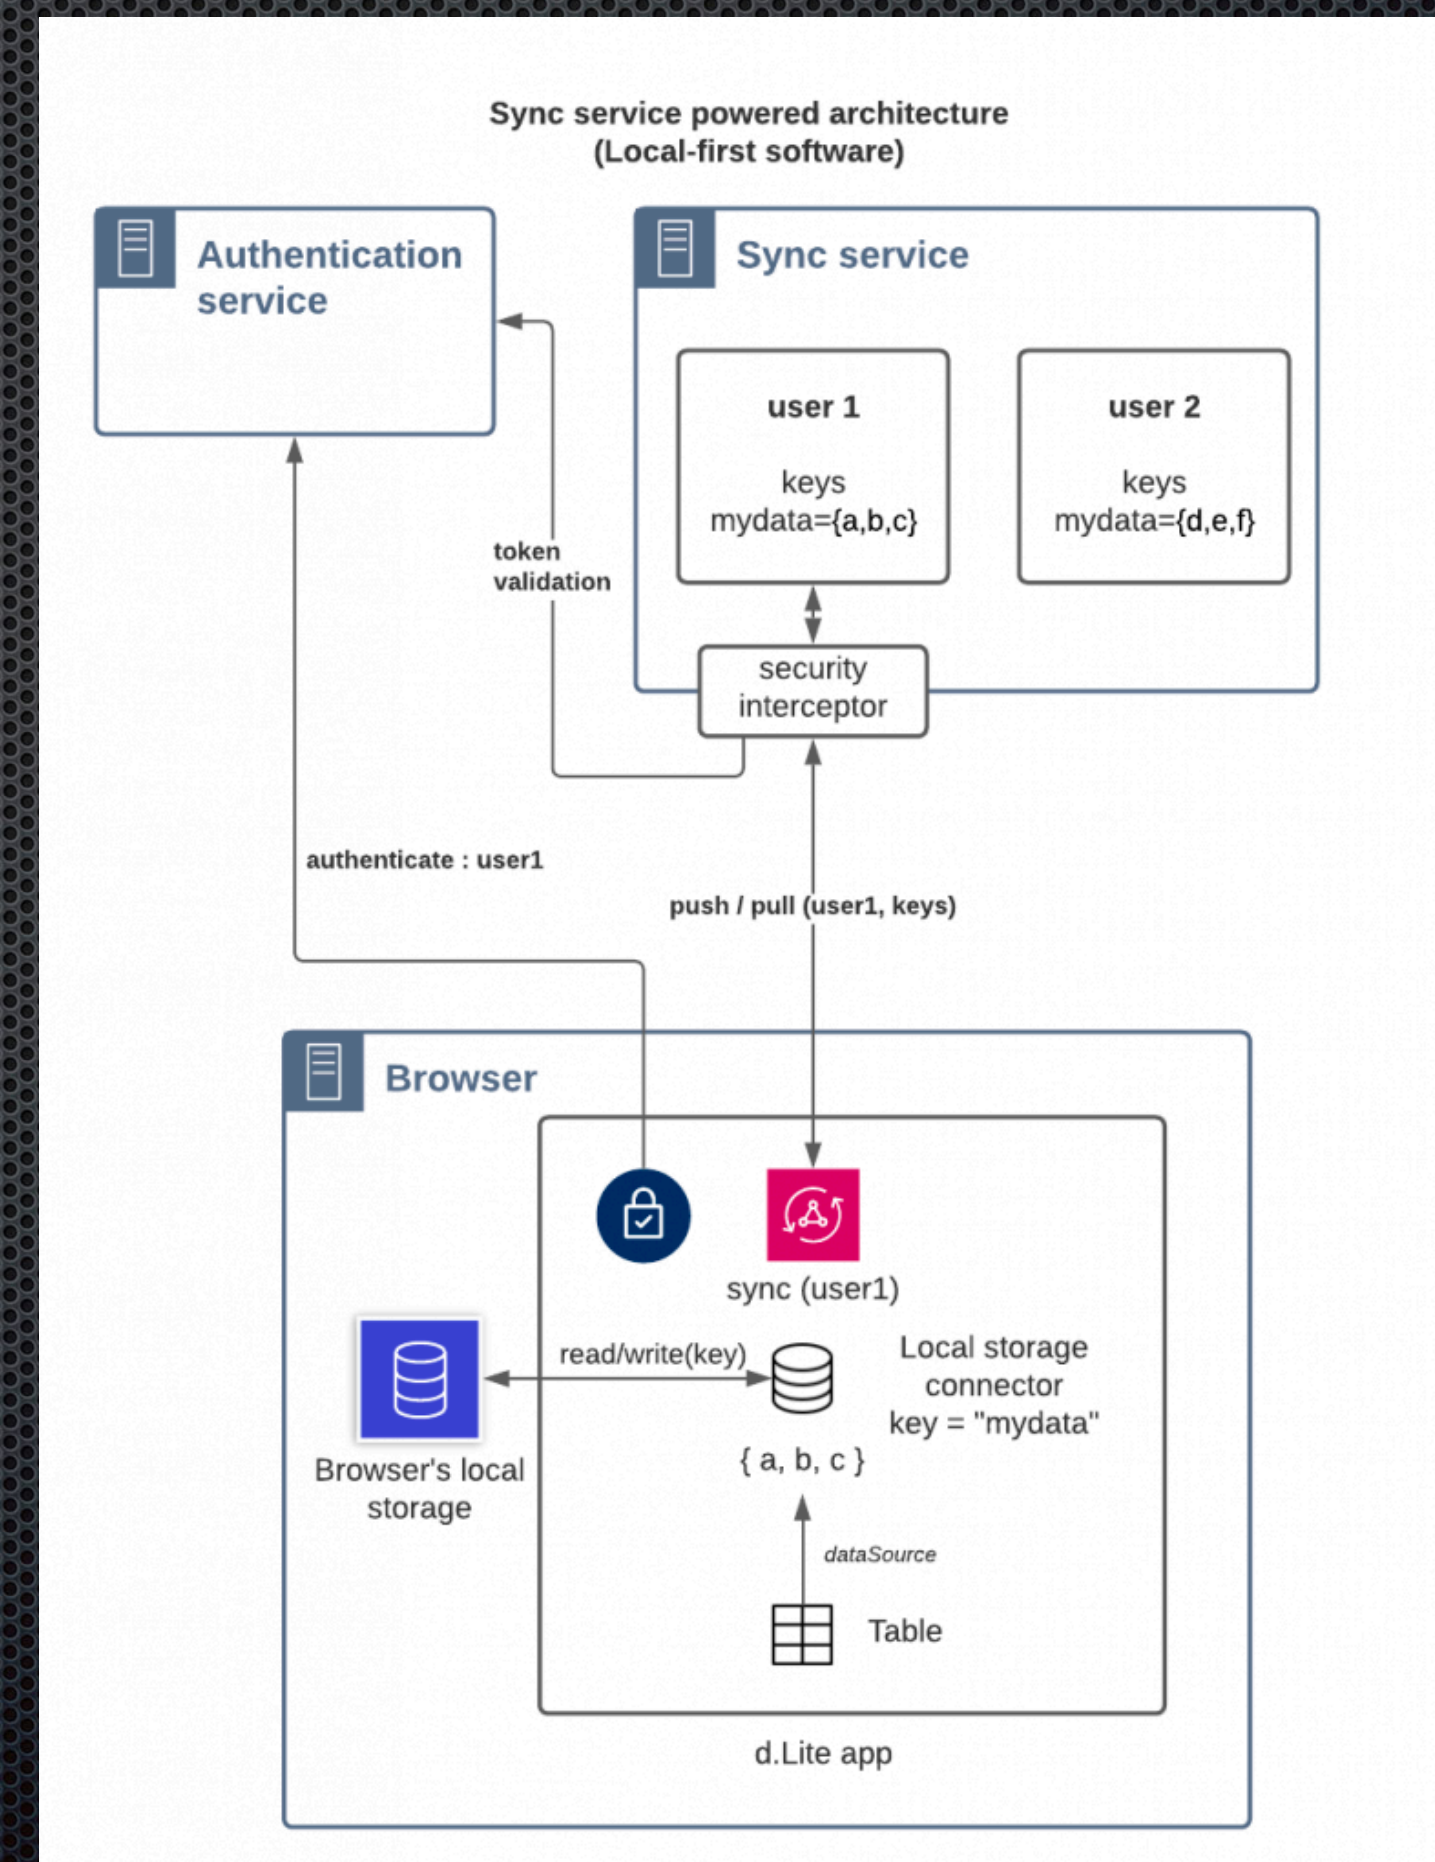 Sync service powered architecture
(Local-first software)
Authentication
service
Sync service
user 1
keys
mydata={a,b,c}
user 2
keys
mydata={d,e,f}
token
validation
security
interceptor
authenticate : user1
push / pull (user1, keys)
Browser
sync (user1)
read/write(key)
Local storage
connector
key = "mydata"
Browser's local
storage
{ a, b, c }
dataSource
Table
d.Lite app